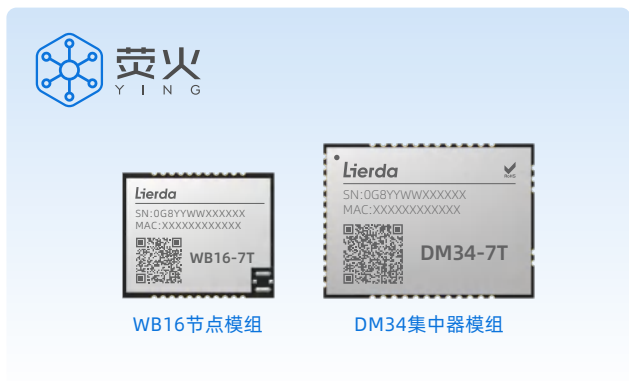 荧火
YING
Lierda
SN:0G8YYWWXXXXXX
MAC:XXXXXXXXXXXX
WB16-7T
Lierda
RoHS
SN:0G8YYWWXXXXXX
MAC:XXXXXXXXXXXX
DM34-7T
WB16节点模组
DM34集中器模组